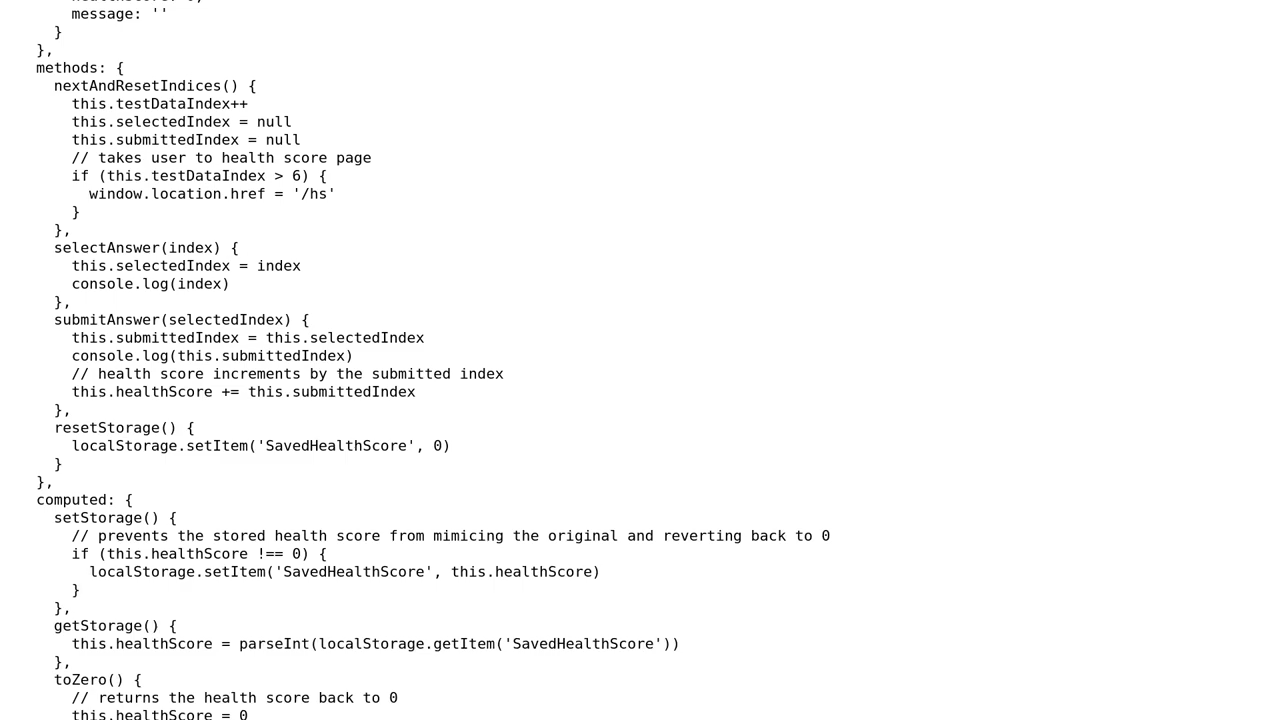 message: ''
}
},
methods: {
nextAndResetIndices() {
this.testDataIndex++
this.selectedIndex = null
this.submittedIndex = null
// takes user to health score page
if (this.testDataIndex > 6) {
window.location.href = '/hs'
}
},
selectAnswer(index) {
this.selectedIndex = index
console.log(index)
},
submitAnswer(selectedIndex) {
this.submittedIndex = this.selectedIndex
console.log(this.submittedIndex)
// health score increments by the submitted index
this.healthScore += this.submittedIndex
},
resetStorage() {
localStorage.setItem('SavedHealthScore', 0)
}
},
computed: {
setStorage() {
// prevents the stored health score from mimicing the original and reverting back to 0
if (this.healthScore !== 0) {
localStorage.setItem('SavedHealthScore', this.healthScore)
}
},
getStorage() {
this.healthScore = parseInt(localStorage.getItem('SavedHealthScore'))
},
toZero() {
// returns the health score back to 0
this.healthScore = 0